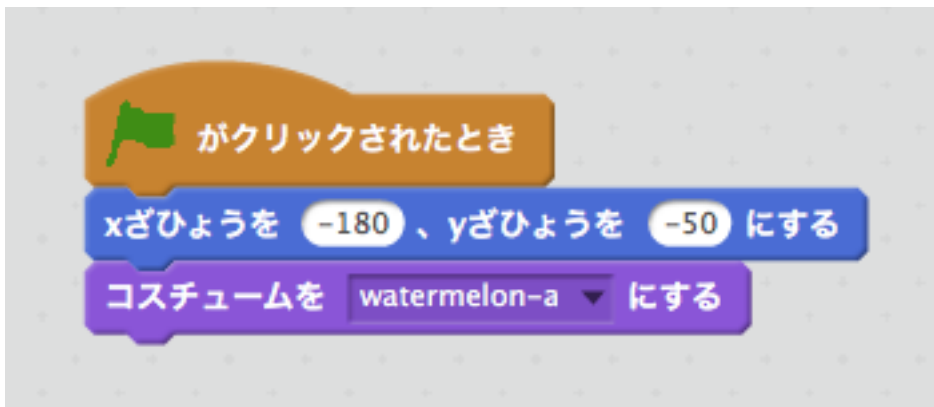 がクリックされたとき
xざひょうを -180 、yざひょうを -50 にする
コスチュームを watermelon-a にする